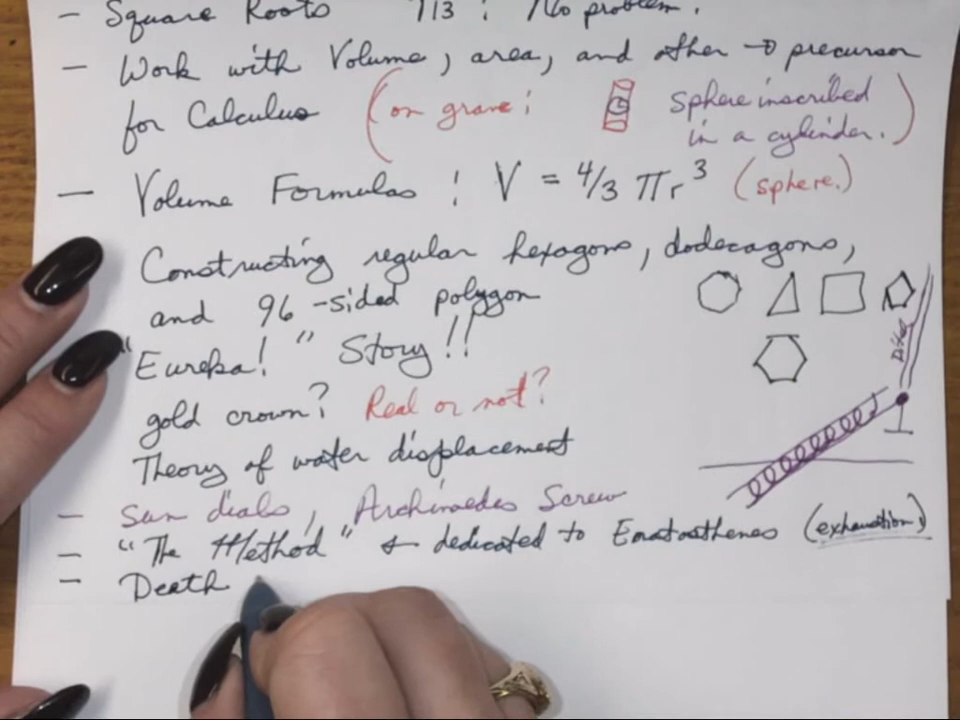 - Square Roots √13 : No problem.
- Work with Volume, area, and other → precursor
for Calculus (on grave: sphere inscribed
in a cylinder.)
- Volume Formulas : V = 4/3 πr³ (sphere.)
Constructing regular hexagons, dodecagons,
and 96-sided polygon
"Eureka!" Story!!
gold crown? Real or not?
Theory of water displacement
- Sun dials, Archimedes Screw
- "The Method" & dedicated to Eratosthenes (exhaustion,)
- Death